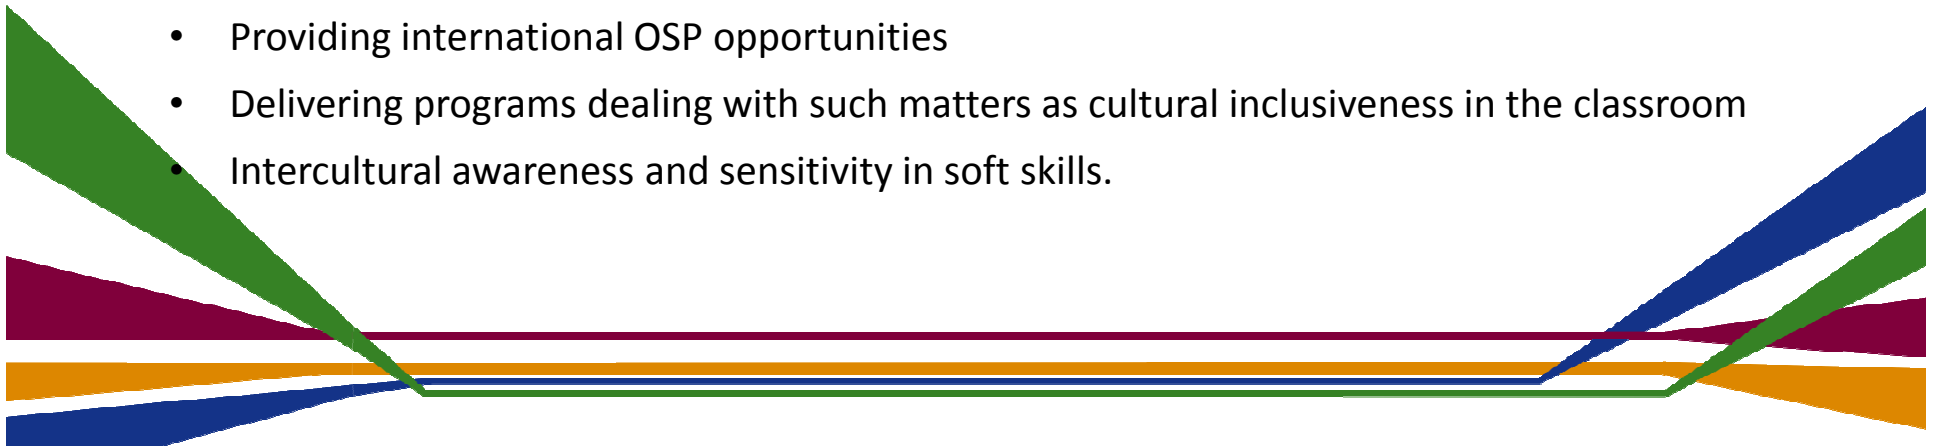 • Providing international OSP opportunities
• Delivering programs dealing with such matters as cultural inclusiveness in the classroom
• Intercultural awareness and sensitivity in soft skills.